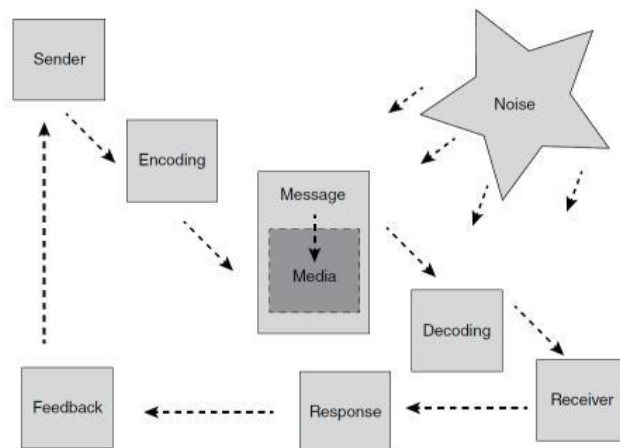 Sender
Noise
Encoding
Message
Media
Decoding
Feedback
Response
Receiver